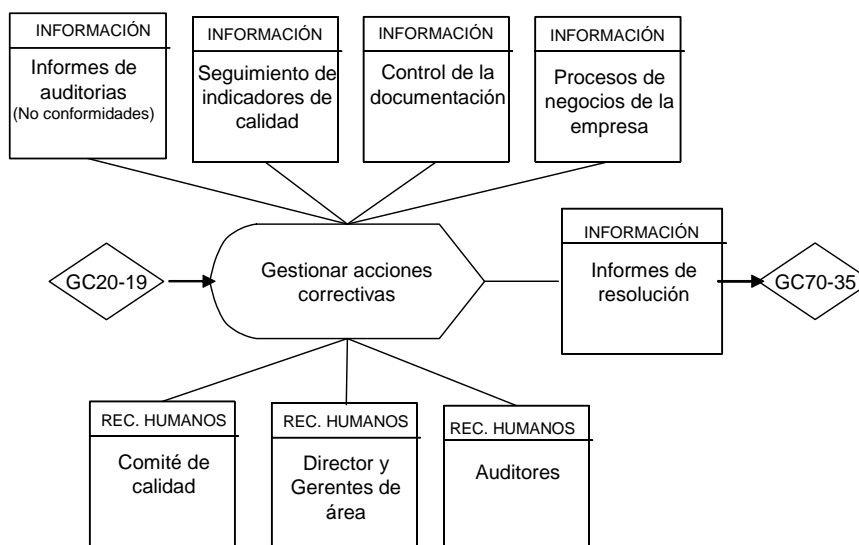 INFORMACIÓN
Informes de
auditorias
(No conformidades)
INFORMACIÓN
Seguimiento de
indicadores de
calidad
INFORMACIÓN
Control de la
documentación
INFORMACIÓN
Procesos de
negocios de la
empresa
GC20-19
Gestionar acciones
correctivas
INFORMACIÓN
Informes de
resolución
GC70-35
REC. HUMANOS
Comité de
calidad
REC. HUMANOS
Director y
Gerentes de
área
REC. HUMANOS
Auditores